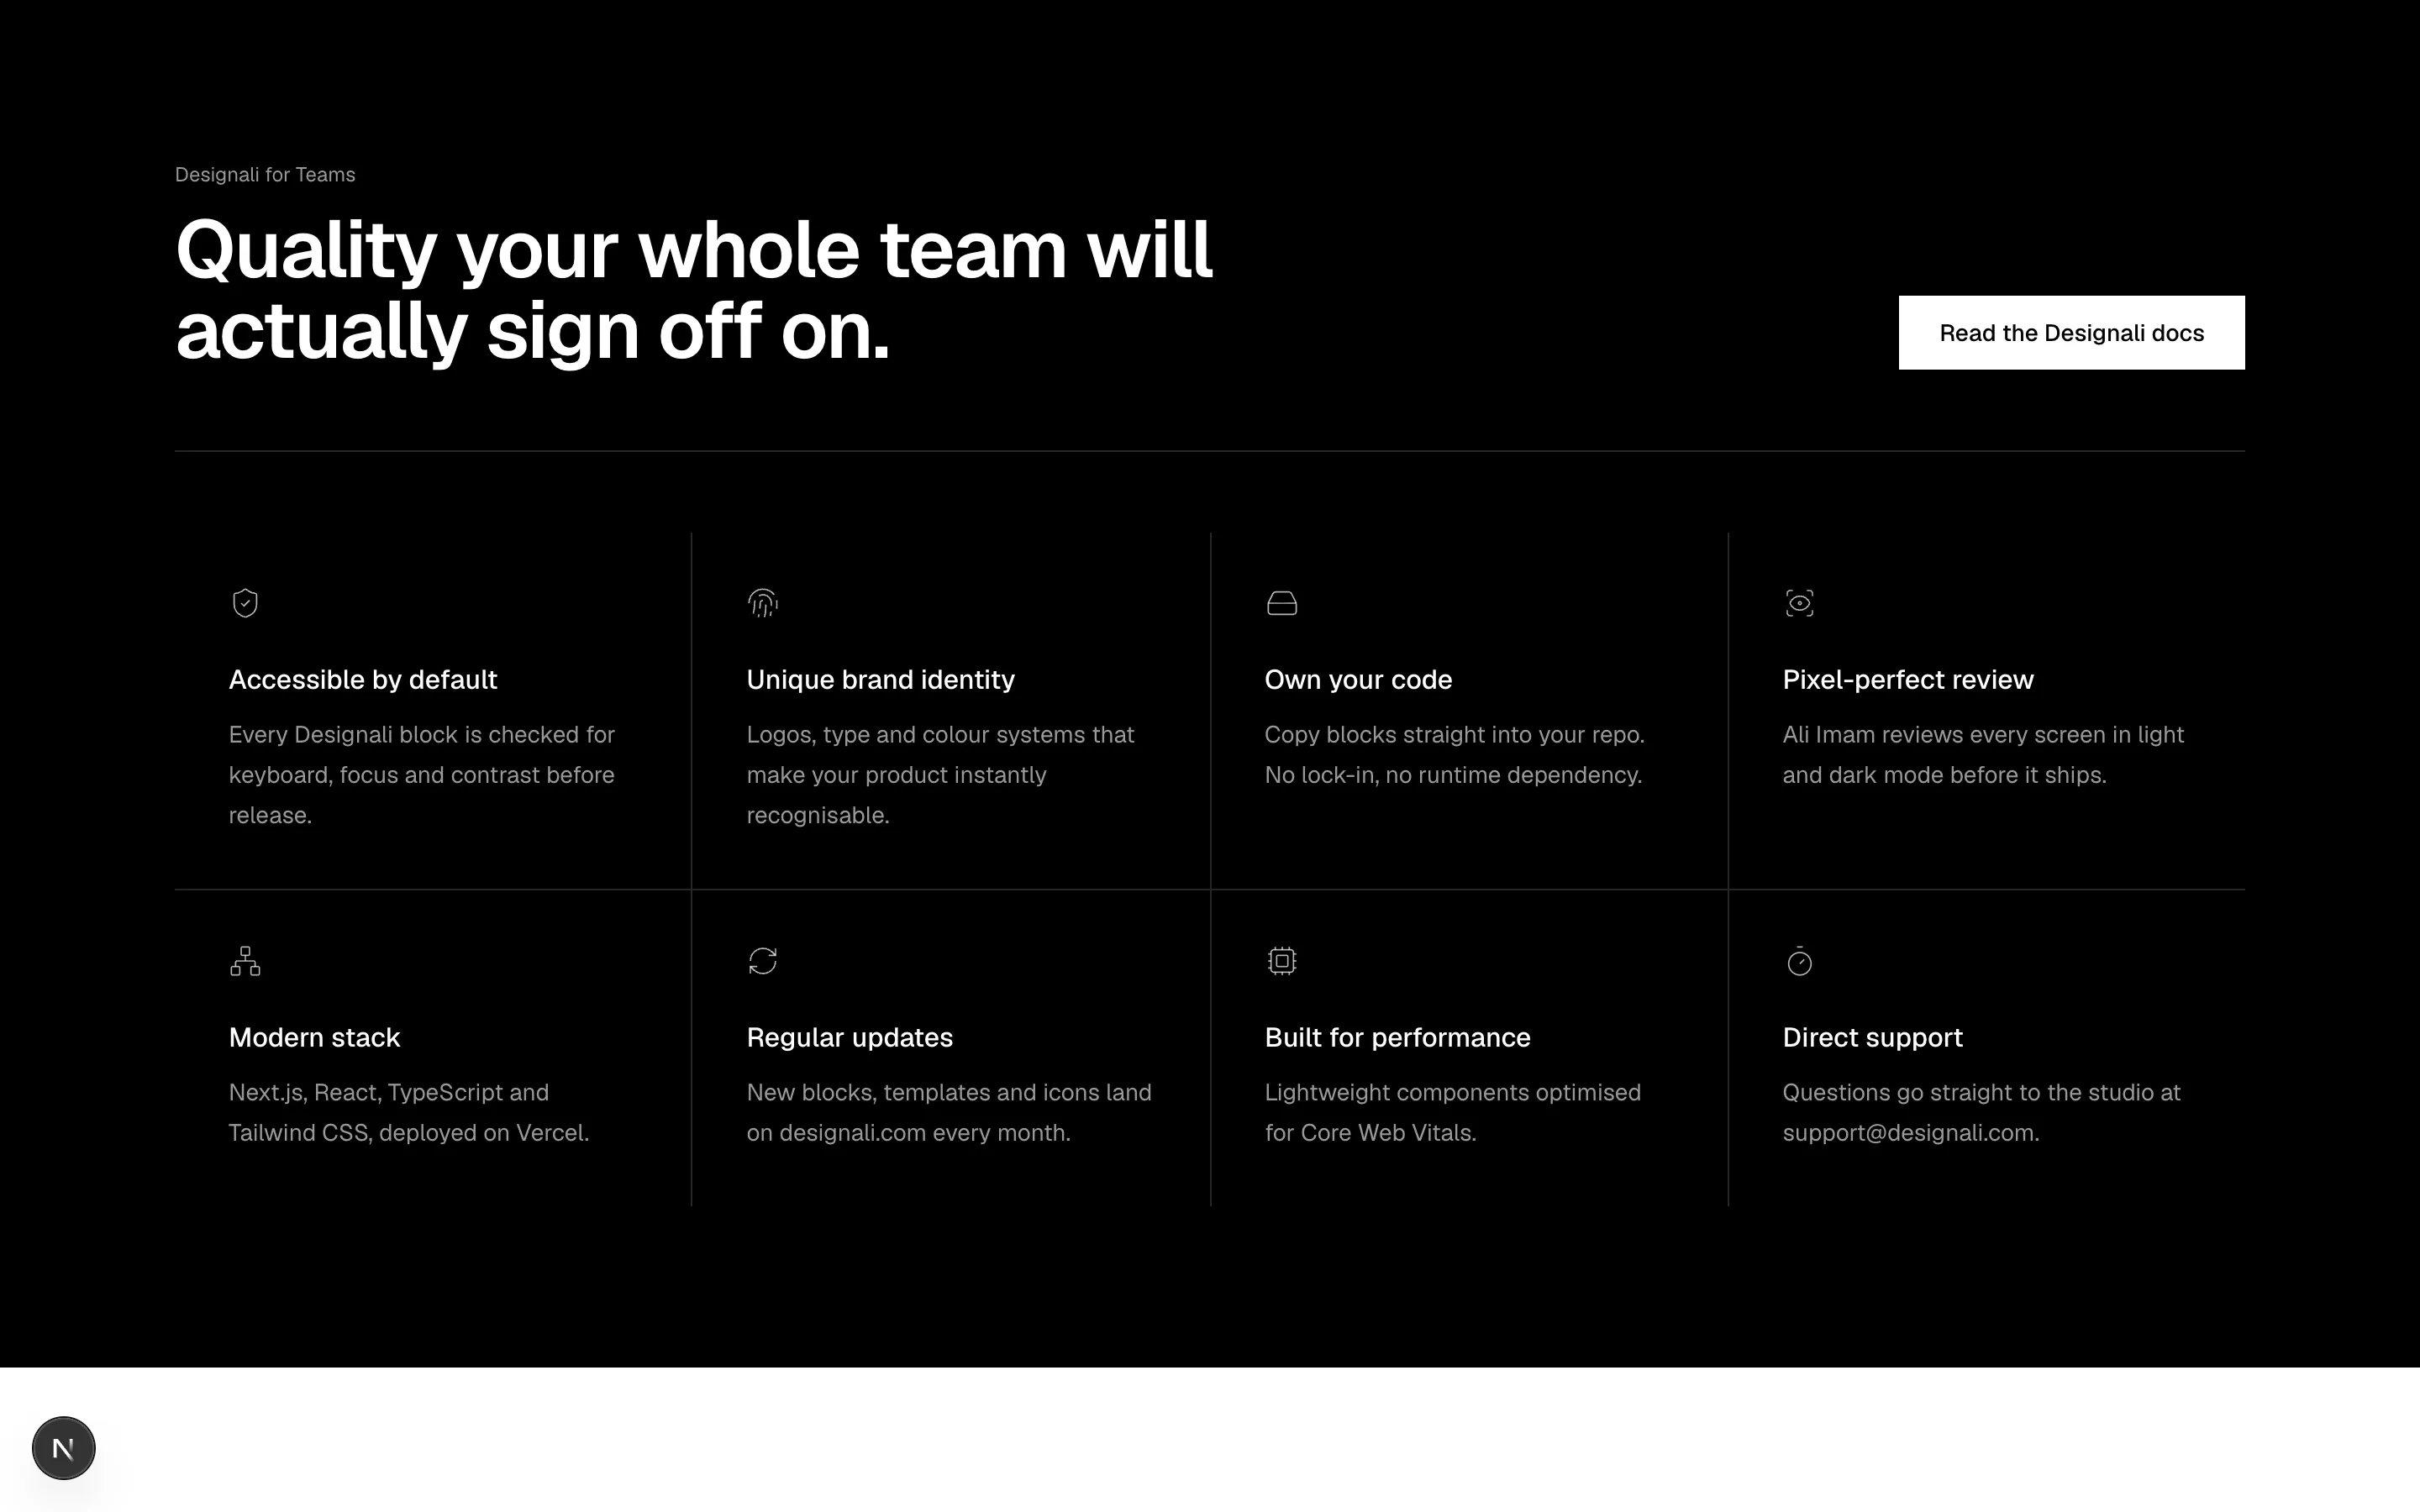 Designali for Teams
Quality your whole team will
actually sign off on.
Read the Designali docs
Accessible by default
Every Designali block is checked for
keyboard, focus and contrast before
release.
Unique brand identity
Logos, type and colour systems that
make your product instantly
recognisable.
Own your code
Copy blocks straight into your repo.
No lock-in, no runtime dependency.
Pixel-perfect review
Ali Imam reviews every screen in light
and dark mode before it ships.
Modern stack
Next.js, React, TypeScript and
Tailwind CSS, deployed on Vercel.
Regular updates
New blocks, templates and icons land
on designali.com every month.
Built for performance
Lightweight components optimised
for Core Web Vitals.
Direct support
Questions go straight to the studio at
support@designali.com.
N